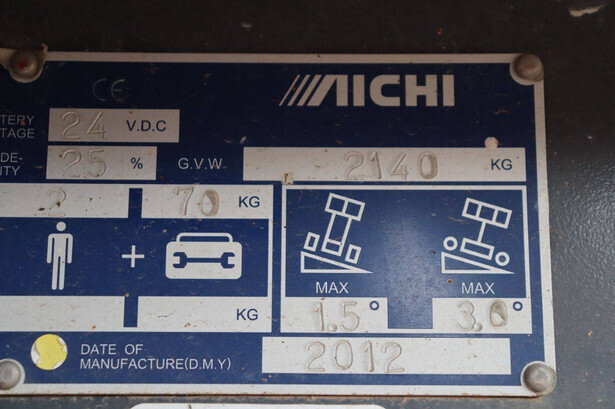 CE
AICHI
TERY
TAGE 24 V.D.C
DE-
ITY 25 % G.V.W 2140 KG
2 70 KG
+
MAX MAX
KG 1.5° 3.0°
DATE OF
MANUFACTURE(D.M.Y) 2012